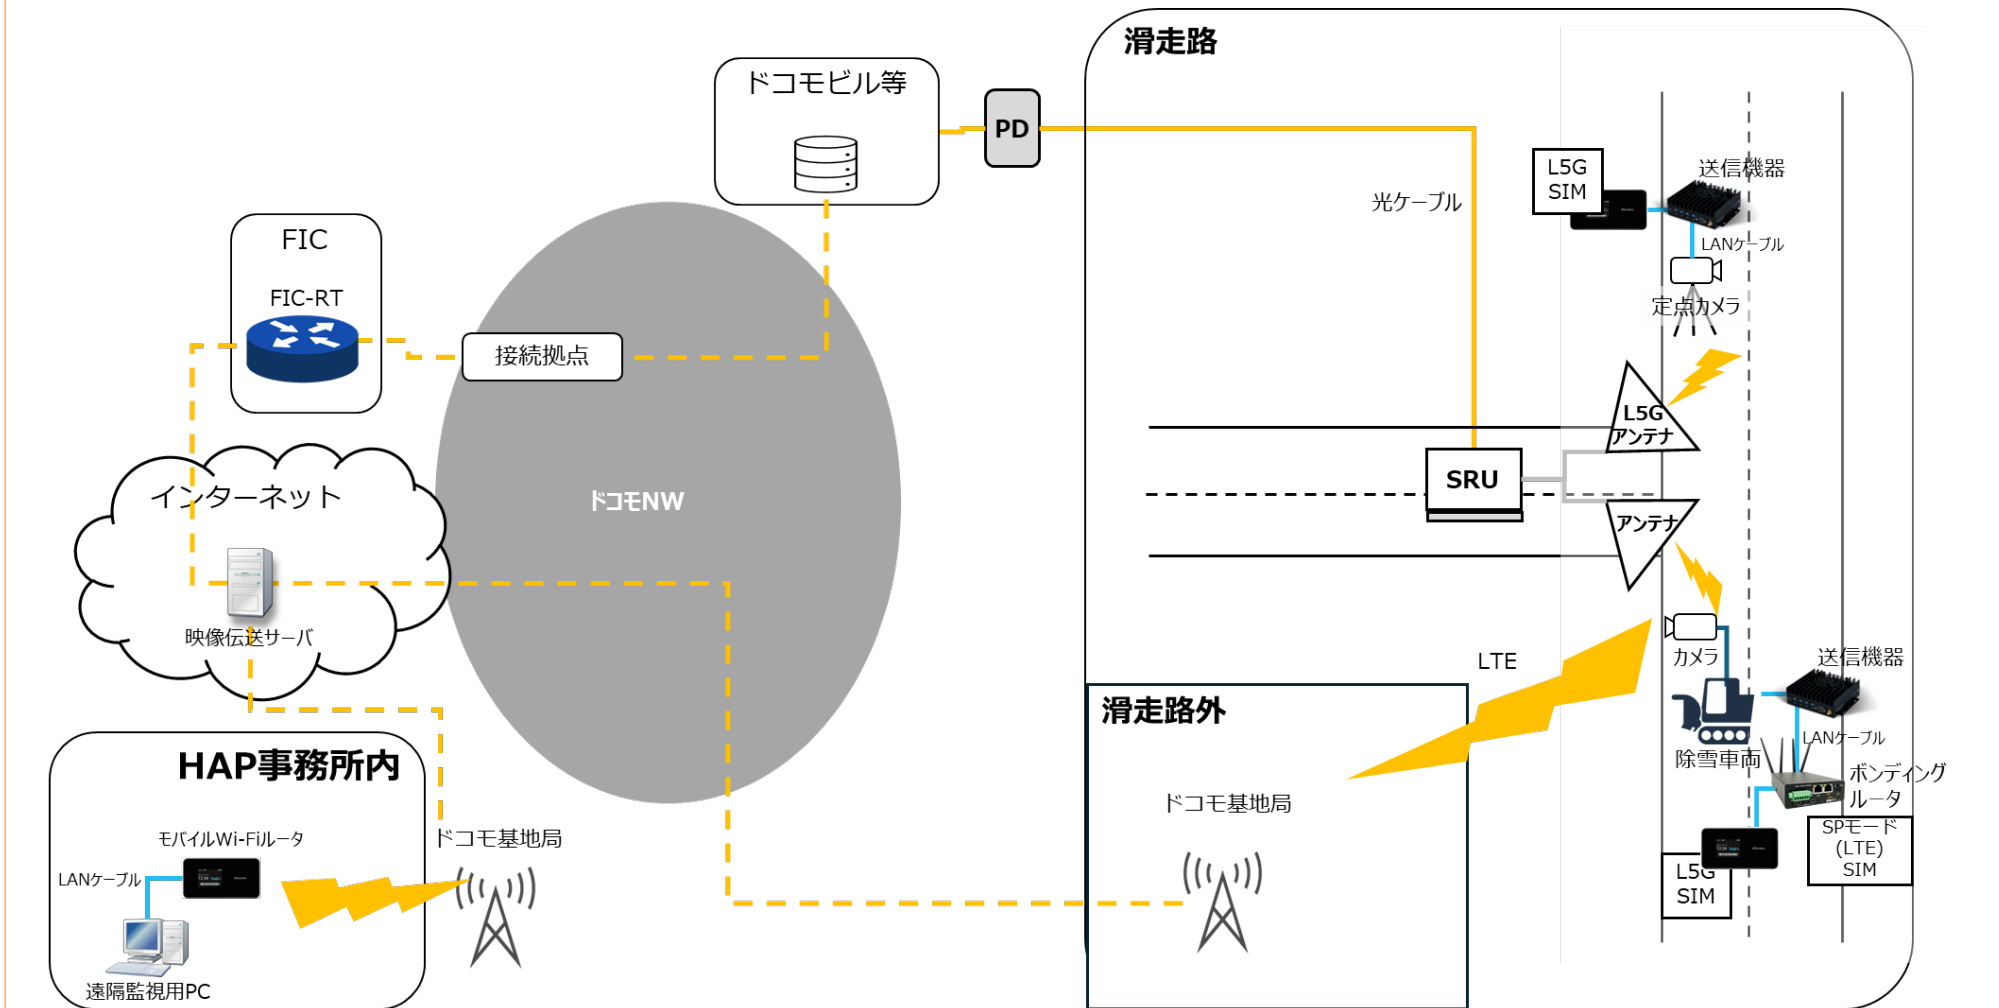 滑走路
ドコモビル等
PD
光ケーブル
L5G
SIM
送信機器
LANケーブル
定点カメラ
FIC
FIC-RT
接続拠点
L5G
アンテナ
SRU
アンテナ
インターネット
ドコモNW
映像伝送サーバ
LTE
カメラ
送信機器
滑走路外
LANケーブル
除雪車両
ボンディング
ルータ
HAP事務所内
ドコモ基地局
ドコモ基地局
モバイルWi-Fiルータ
LANケーブル
SPモード
(LTE)
SIM
L5G
SIM
遠隔監視用PC